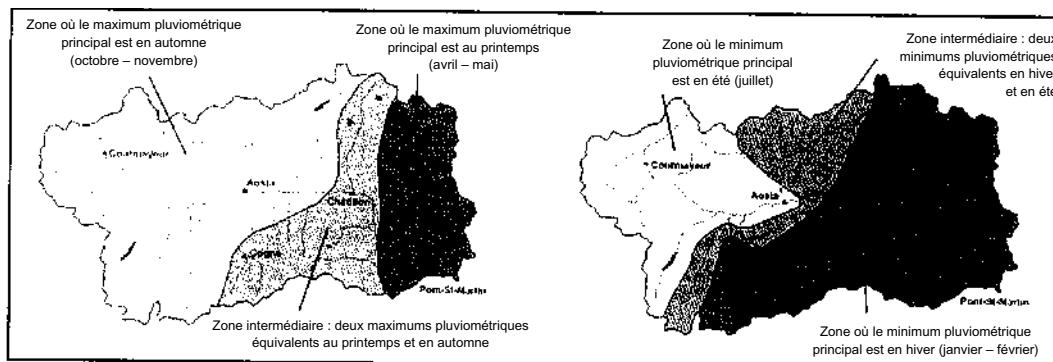 Zone où le maximum pluviométrique
principal est en automne
(octobre – novembre)
Zone où le maximum pluviométrique
principal est au printemps
(avril – mai)
Courmayeur
Aosta
Chatillon
Cogne
Pont-St-Martin
Zone intermédiaire : deux maximums pluviométriques
équivalents au printemps et en automne
Zone où le minimum
pluviométrique principal
est en été (juillet)
Zone intermédiaire : deux
minimums pluviométriques
équivalents en hive
et en été
Courmayeur
Aosta
Pont-St-Martin
Zone où le minimum pluviométrique
principal est en hiver (janvier – février)